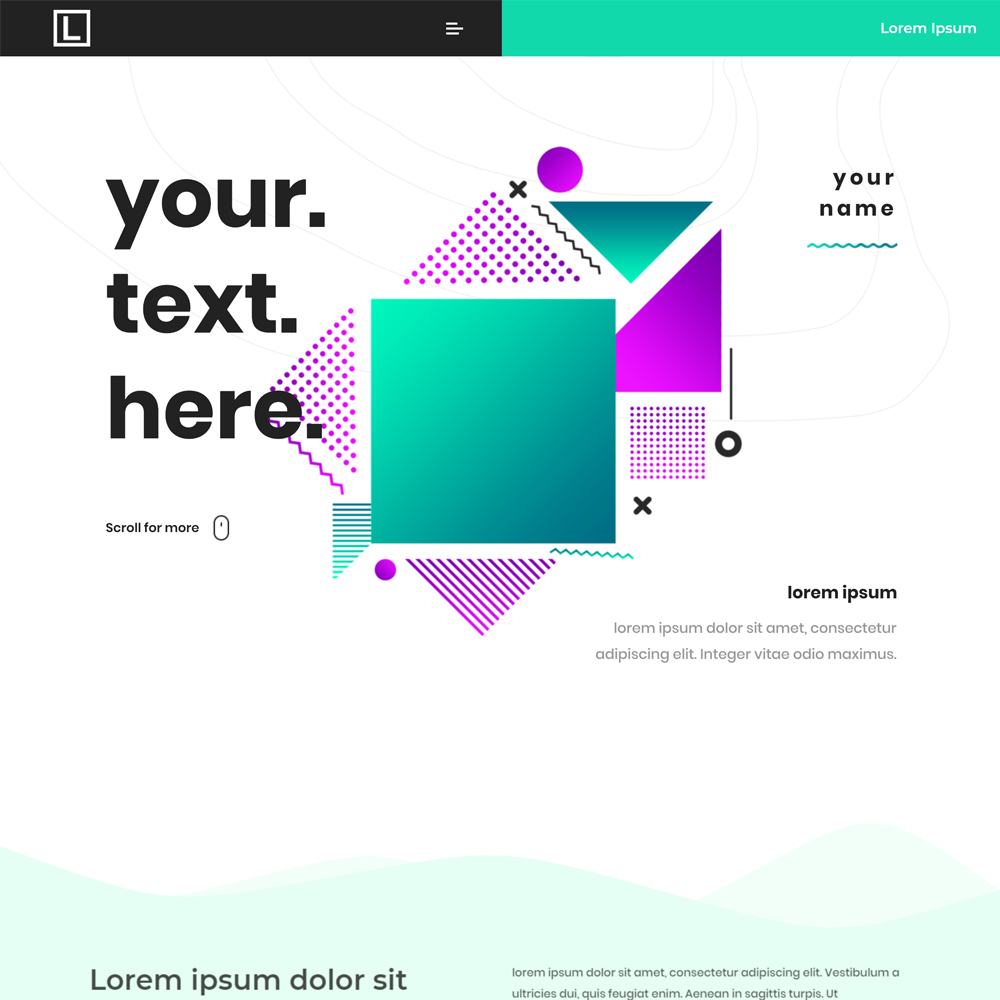 L
Lorem Ipsum
your.
text.
here.
your
name
Scroll for more
lorem ipsum
lorem ipsum dolor sit amet, consectetur
adipiscing elit. Integer vitae odio maximus.
Lorem ipsum dolor sit
lorem ipsum dolor sit amet, consectetur adipiscing elit. Vestibulum a
ultricies dui, quis feugiat enim. Aenean in sagittis turpis. Ut